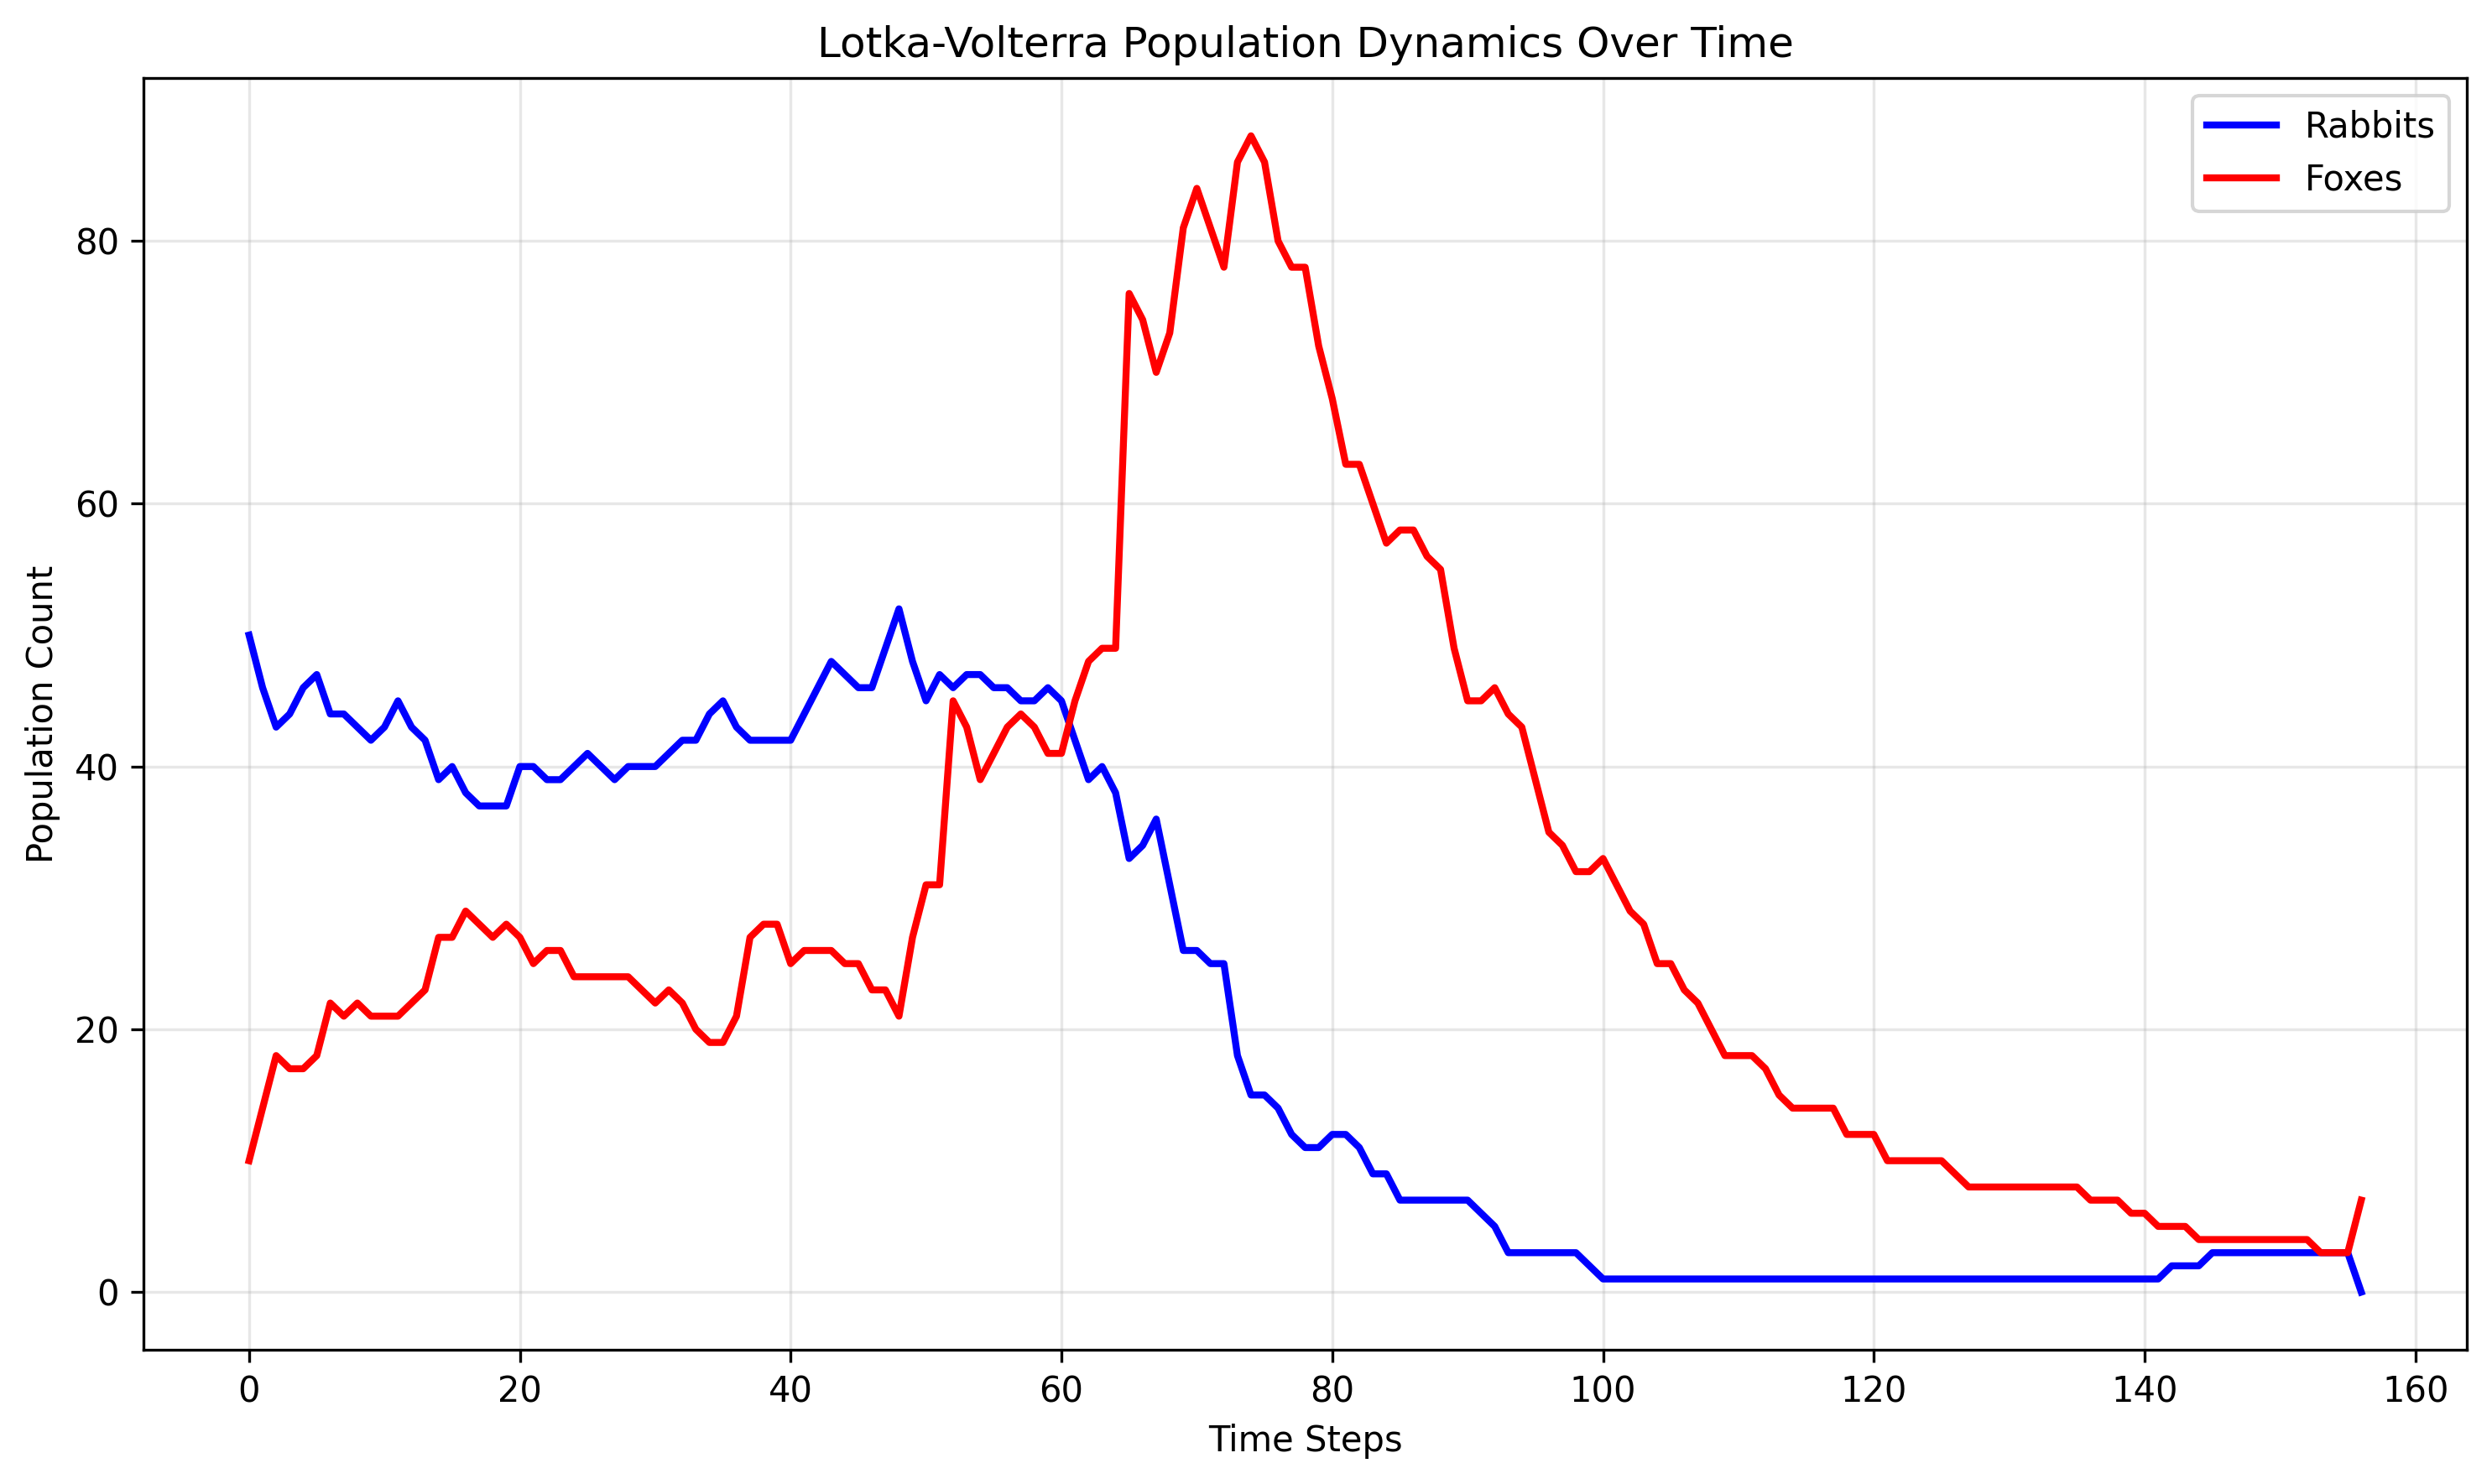 Lotka-Volterra Population Dynamics Over Time
Rabbits
Foxes
Population Count
80
60
40
20
0
0 20 40 60 80 100 120 140 160
Time Steps